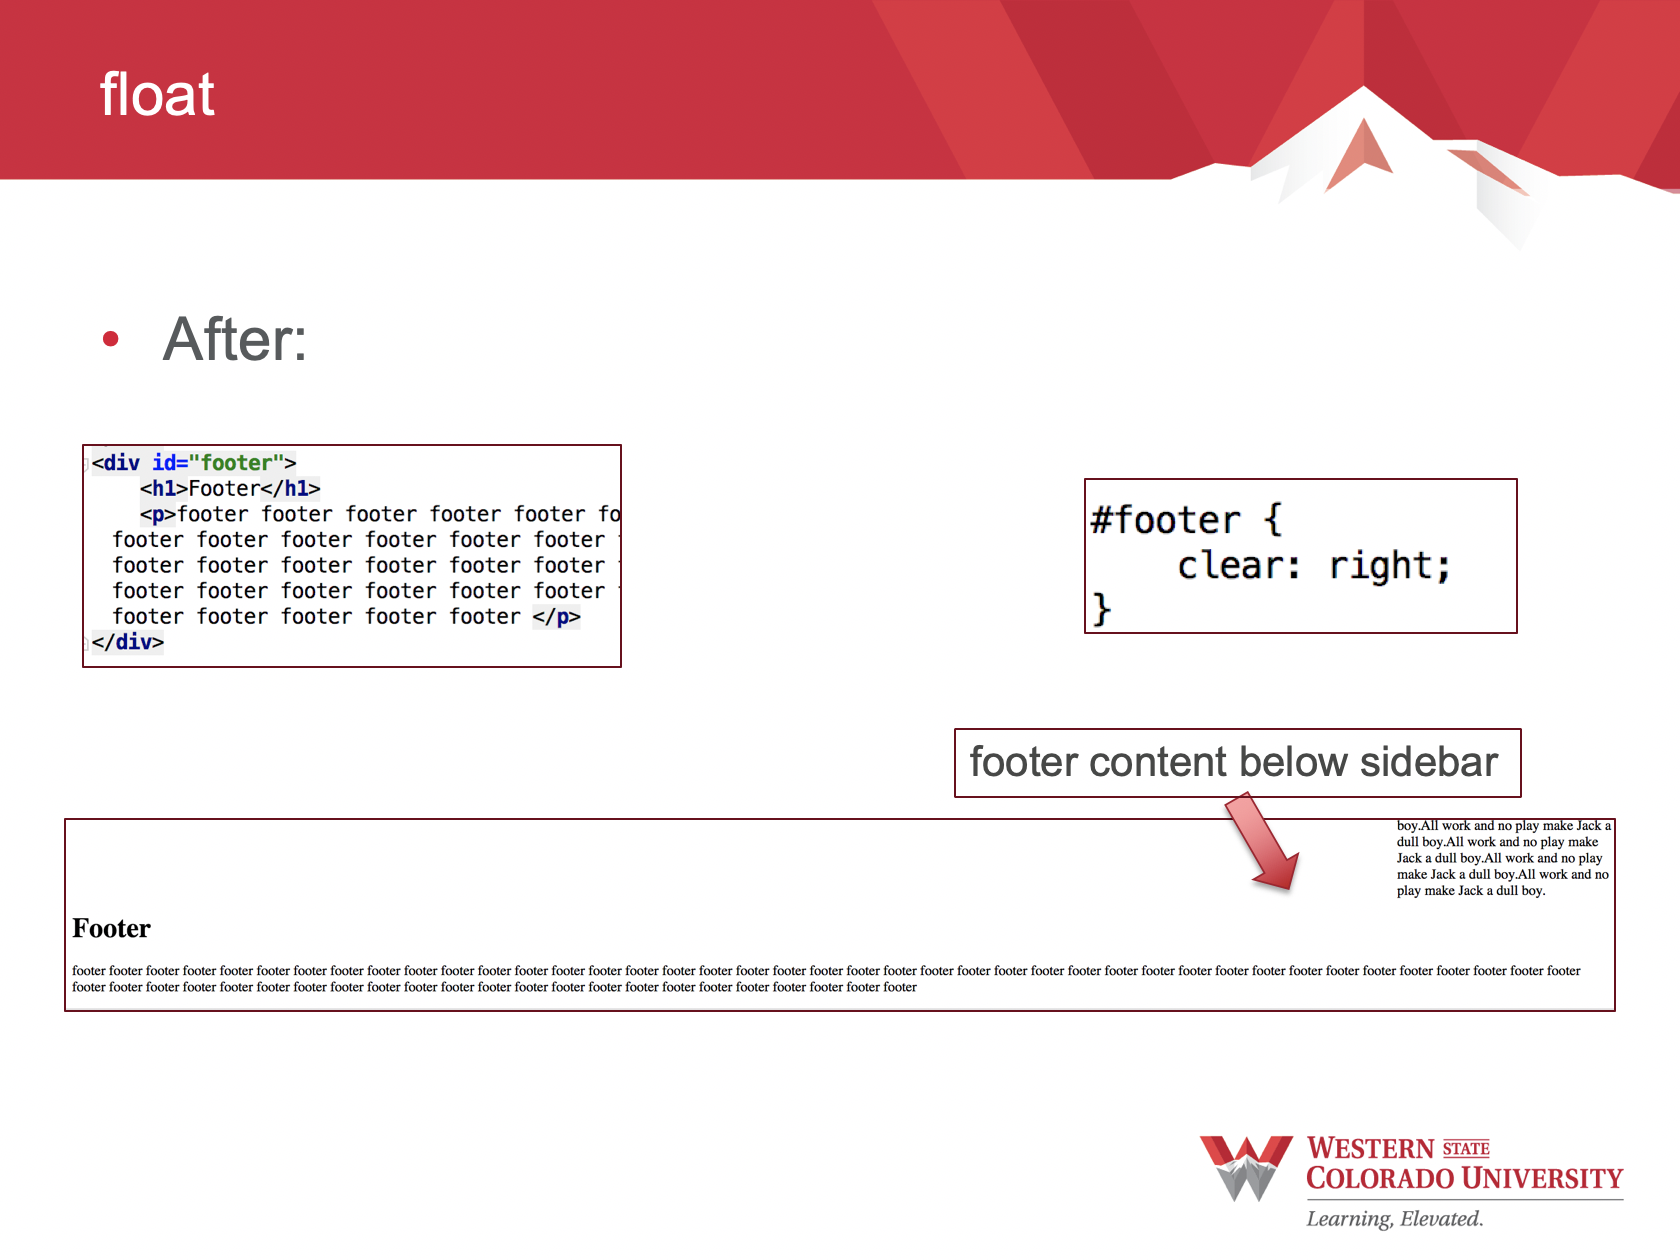 float
• After:
<div id="footer">
<h1>Footer</h1>
<p>footer footer footer footer footer fo
footer footer footer footer footer footer
footer footer footer footer footer footer
footer footer footer footer footer footer
footer footer footer footer footer </p>
</div>
#footer {
clear: right;
}
footer content below sidebar
boy.All work and no play make Jack a
dull boy.All work and no play make
Jack a dull boy.All work and no play
make Jack a dull boy.All work and no
play make Jack a dull boy.
Footer
footer footer footer footer footer footer footer footer footer footer footer footer footer footer footer footer footer footer footer footer footer footer footer footer footer footer footer footer footer footer footer footer footer footer footer footer footer footer footer footer footer
footer footer footer footer footer footer footer footer footer footer footer footer footer footer footer footer footer footer footer footer footer footer footer
WESTERN STATE
COLORADO UNIVERSITY
Learning, Elevated.